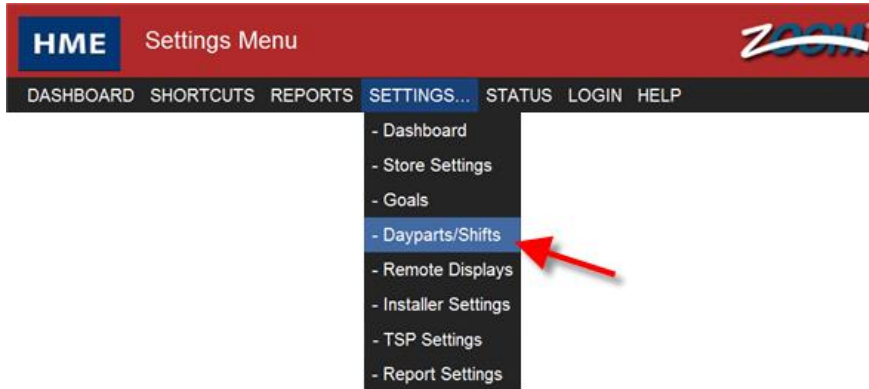 HME Settings Menu ZOOM
DASHBOARD SHORTCUTS REPORTS SETTINGS... STATUS LOGIN HELP
- Dashboard
- Store Settings
- Goals
- Dayparts/Shifts
- Remote Displays
- Installer Settings
- TSP Settings
- Report Settings